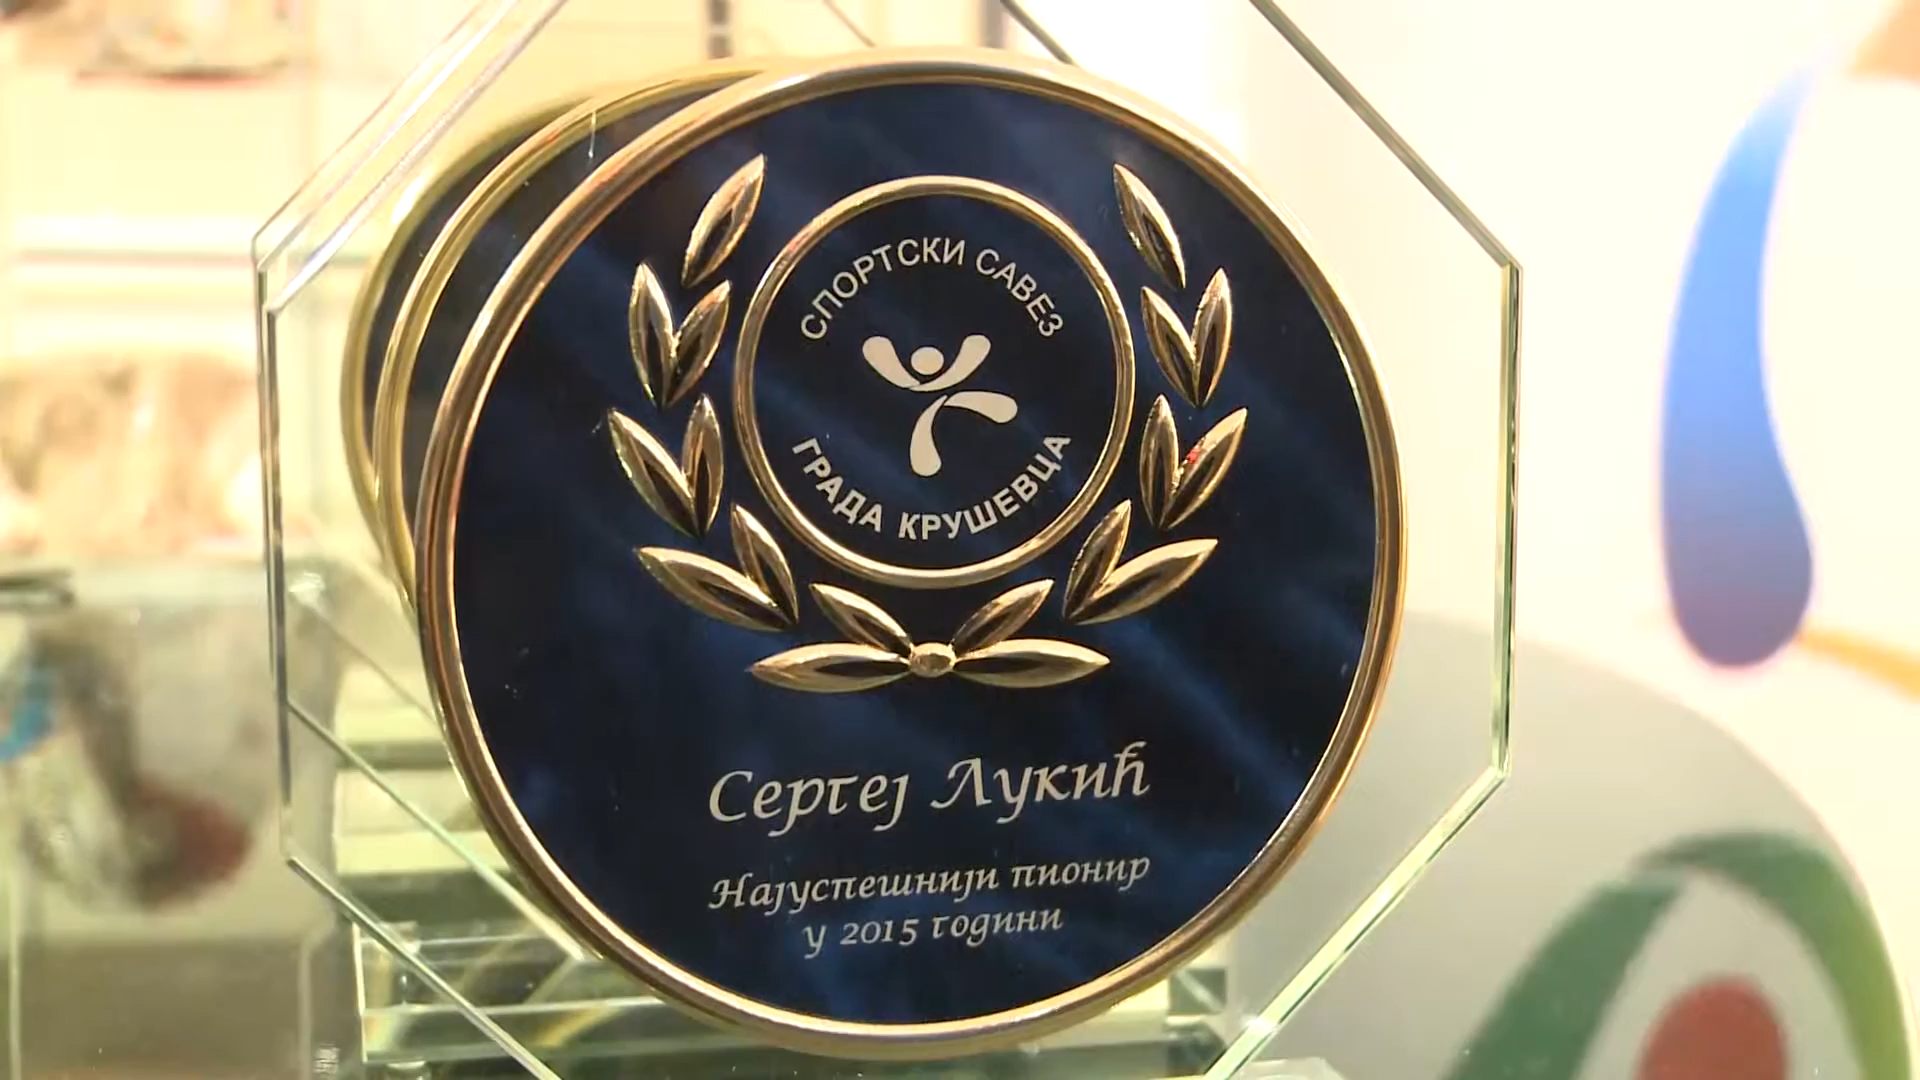 СПОРТСКИ САВЕЗ
ГРАДА КРУШЕВЦА
Сергеј Лукић
Најуспешнији пионир
у 2015 години